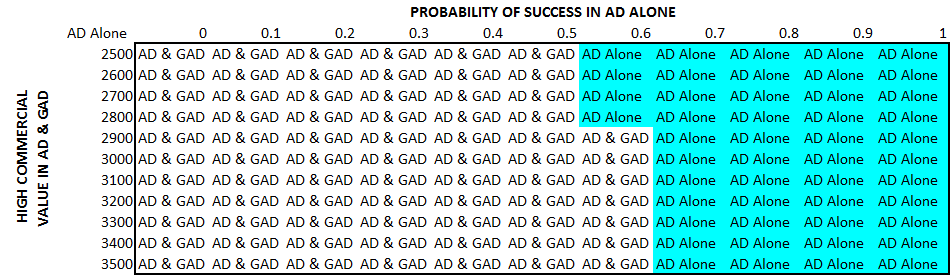 PROBABILITY OF SUCCESS IN AD ALONE
AD Alone 0 0.1 0.2 0.3 0.4 0.5 0.6 0.7 0.8 0.9 1
HIGH COMMERCIAL
VALUE IN AD & GAD
2500 AD & GAD AD & GAD AD & GAD AD & GAD AD & GAD AD & GAD AD Alone AD Alone AD Alone AD Alone AD Alone
2600 AD & GAD AD & GAD AD & GAD AD & GAD AD & GAD AD & GAD AD Alone AD Alone AD Alone AD Alone AD Alone
2700 AD & GAD AD & GAD AD & GAD AD & GAD AD & GAD AD & GAD AD Alone AD Alone AD Alone AD Alone AD Alone
2800 AD & GAD AD & GAD AD & GAD AD & GAD AD & GAD AD & GAD AD Alone AD Alone AD Alone AD Alone AD Alone
2900 AD & GAD AD & GAD AD & GAD AD & GAD AD & GAD AD & GAD AD & GAD AD Alone AD Alone AD Alone AD Alone
3000 AD & GAD AD & GAD AD & GAD AD & GAD AD & GAD AD & GAD AD & GAD AD Alone AD Alone AD Alone AD Alone
3100 AD & GAD AD & GAD AD & GAD AD & GAD AD & GAD AD & GAD AD & GAD AD Alone AD Alone AD Alone AD Alone
3200 AD & GAD AD & GAD AD & GAD AD & GAD AD & GAD AD & GAD AD & GAD AD Alone AD Alone AD Alone AD Alone
3300 AD & GAD AD & GAD AD & GAD AD & GAD AD & GAD AD & GAD AD & GAD AD Alone AD Alone AD Alone AD Alone
3400 AD & GAD AD & GAD AD & GAD AD & GAD AD & GAD AD & GAD AD & GAD AD Alone AD Alone AD Alone AD Alone
3500 AD & GAD AD & GAD AD & GAD AD & GAD AD & GAD AD & GAD AD & GAD AD Alone AD Alone AD Alone AD Alone